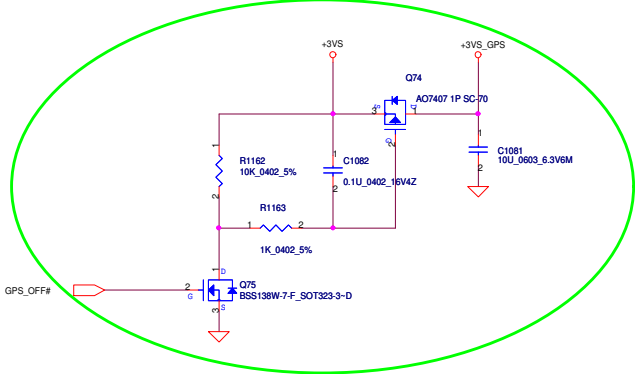 +3VS
+3VS_GPS
Q74
AO7407 1P SC-70
S
D
3
1
G
2
1
R1162
10K_0402_5%
2
1
C1082
0.1U_0402_16V4Z
2
1
C1081
10U_0603_6.3V6M
2
R1163
1
2
1K_0402_5%
1
D
Q75
BSS138W-7-F_SOT323-3~D
GPS_OFF#
2
G
S
3